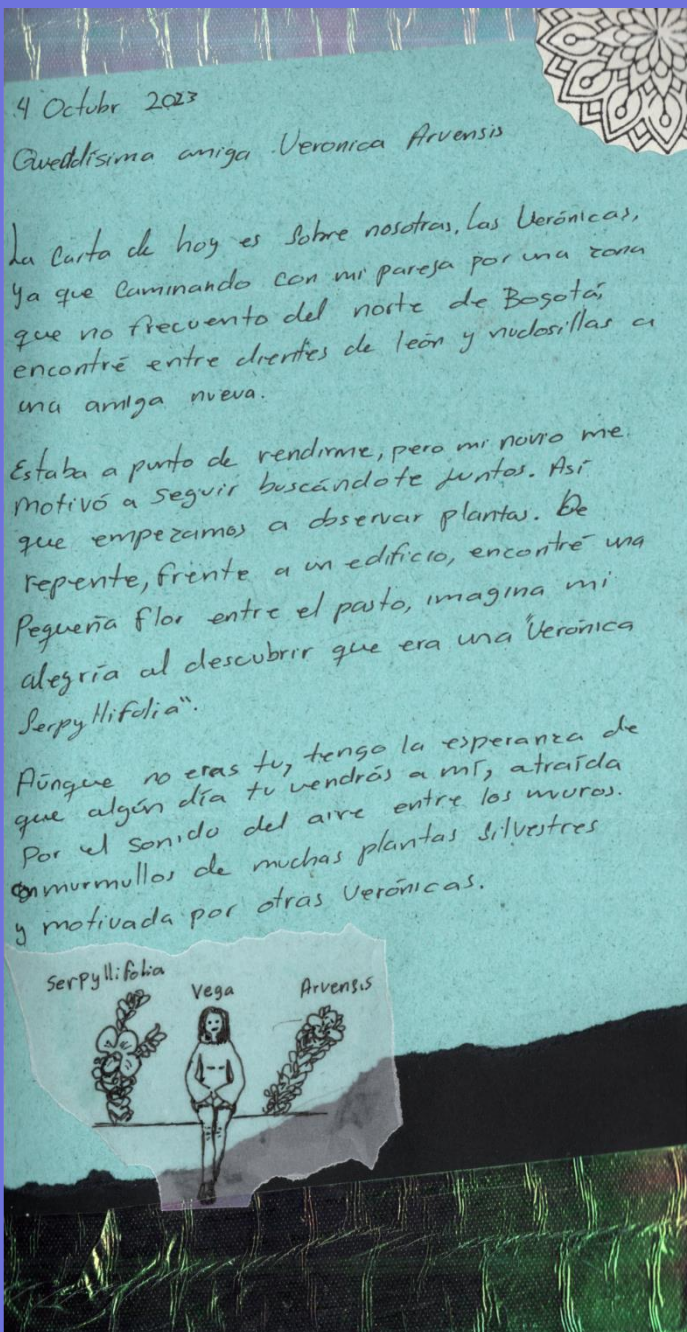 4 Octubr 2023
Queridísima amiga Veronica Arvensis
La Carta de hoy es sobre nosotras, las Verónicas,
ya que caminando con mi pareja por una zona
que no frecuento del norte de Bogotá,
encontré entre dientes de león y nudosillas a
una amiga nueva.
Estaba a punto de rendirme, pero mi novio me
motivó a seguir buscándote juntos. Así
que empezamos a observar plantas. De
repente, frente a un edificio, encontré una
Pequeña flor entre el pasto, imagina mi
alegría al descubrir que era una "Verónica
Serpyllifolia".
Aúnque no eras tu, tengo la esperanza de
que algún día tu vendrás a mí, atraída
Por el sonido del aire entre los muros.
murmullos de muchas plantas silvestres
y motivada por otras Verónicas.
Serpyllifolia Vega Arvensis